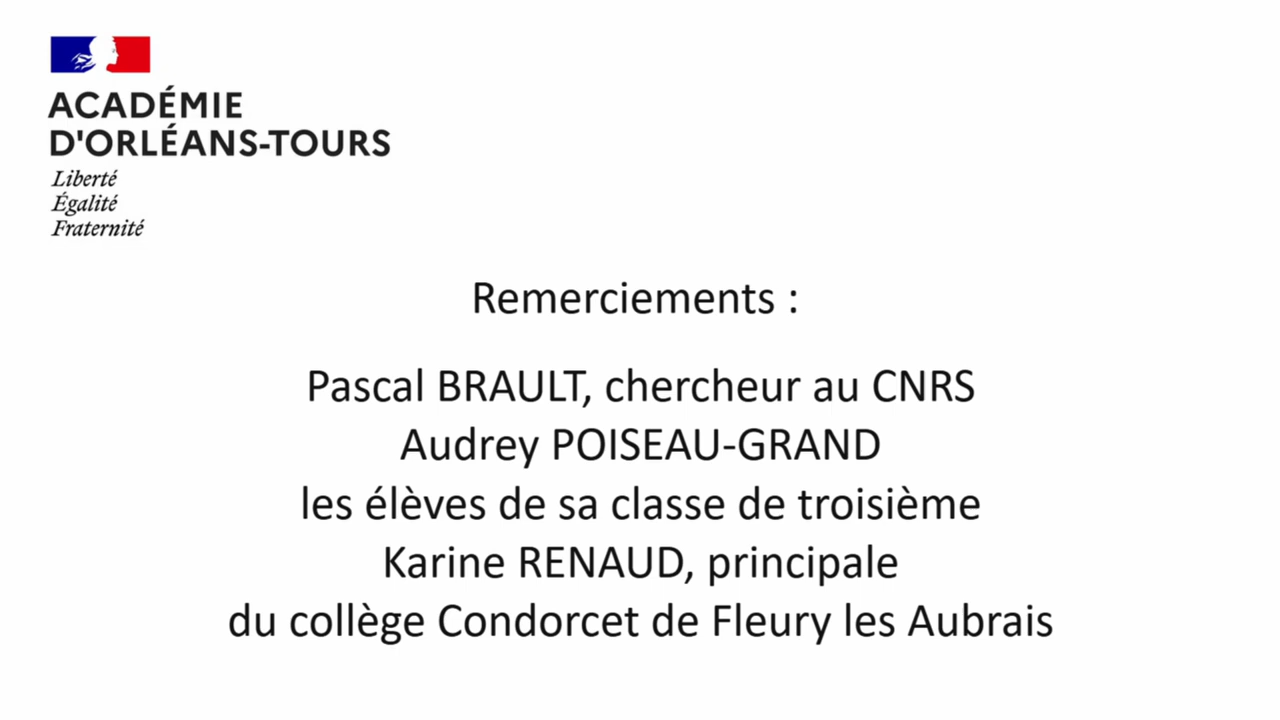 ACADÉMIE
D'ORLÉANS-TOURS
Liberté
Égalité
Fraternité
Remerciements :
Pascal BRAULT, chercheur au CNRS
Audrey POISEAU-GRAND
les élèves de sa classe de troisième
Karine RENAUD, principale
du collège Condorcet de Fleury les Aubrais